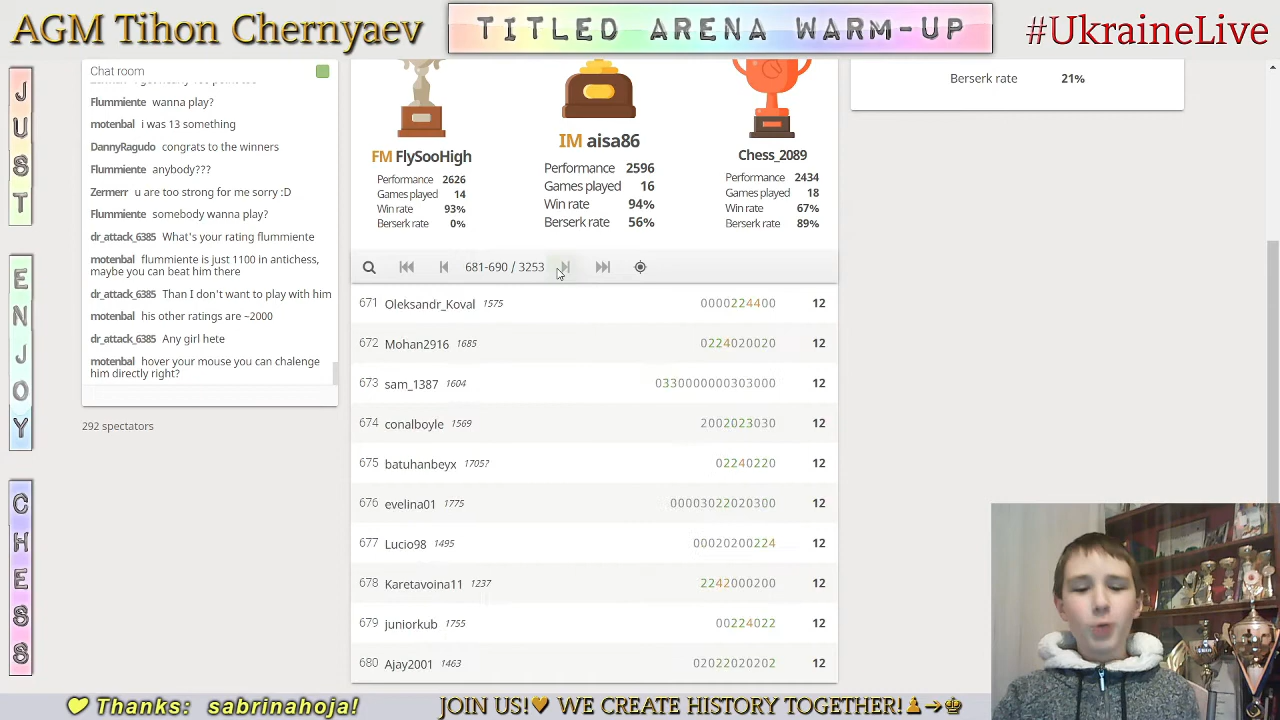 AGM Tihon Chernyaev
TITLED ARENA WARM-UP
#UkraineLive
JUST
ENJOY
CHESS
Chat room
Flummiente wanna play?
motenbal i was 13 something
DannyRagudo congrats to the winners
Flummiente anybody???
Zermerr u are too strong for me sorry :D
Flummiente somebody wanna play?
dr_attack_6385 What's your rating flummiente
motenbal flummiente is just 1100 in antichess,
maybe you can beat him there
dr_attack_6385 Than I don't want to play with him
motenbal his other ratings are ~2000
dr_attack_6385 Any girl hete
motenbal hover your mouse you can chalenge
him directly right?
292 spectators
FM FlySooHigh
Performance 2626
Games played 14
Win rate 93%
Berserk rate 0%
IM aisa86
Performance 2596
Games played 16
Win rate 94%
Berserk rate 56%
Chess_2089
Performance 2434
Games played 18
Win rate 67%
Berserk rate 89%
681-690 / 3253
671 Oleksandr_Koval 1575 0000224400 12
672 Mohan2916 1685 0224020020 12
673 sam_1387 1604 0330000000303000 12
674 conalboyle 1569 2002023030 12
675 batuhanbeyx 1705? 02240220 12
676 evelina01 1775 00003022020300 12
677 Lucio98 1495 00020200224 12
678 Karetavoina11 1237 2242000200 12
679 juniorkub 1755 00224022 12
680 Ajay2001 1463 02022020202 12
Berserk rate 21%
Thanks: sabrinahoja!
JOIN US! WE CREATE HISTORY TOGETHER!